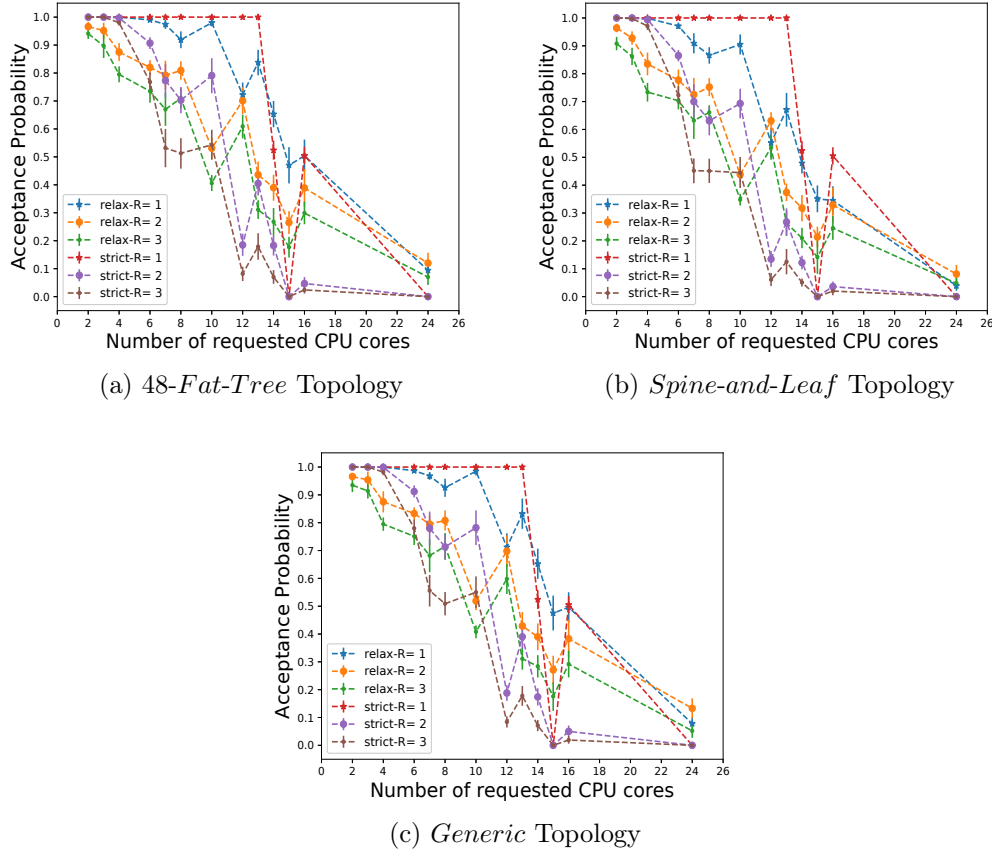 1.0
0.9
0.8
0.7
0.6
0.5
0.4
0.3
0.2
0.1
0.0
Acceptance Probability
relax-R= 1
relax-R= 2
relax-R= 3
strict-R= 1
strict-R= 2
strict-R= 3
0 2 4 6 8 10 12 14 16 18 20 22 24 26
Number of requested CPU cores
(a) 48-Fat-Tree Topology
1.0
0.9
0.8
0.7
0.6
0.5
0.4
0.3
0.2
0.1
0.0
Acceptance Probability
relax-R= 1
relax-R= 2
relax-R= 3
strict-R= 1
strict-R= 2
strict-R= 3
0 2 4 6 8 10 12 14 16 18 20 22 24 26
Number of requested CPU cores
(b) Spine-and-Leaf Topology
1.0
0.9
0.8
0.7
0.6
0.5
0.4
0.3
0.2
0.1
0.0
Acceptance Probability
relax-R= 1
relax-R= 2
relax-R= 3
strict-R= 1
strict-R= 2
strict-R= 3
0 2 4 6 8 10 12 14 16 18 20 22 24 26
Number of requested CPU cores
(c) Generic Topology